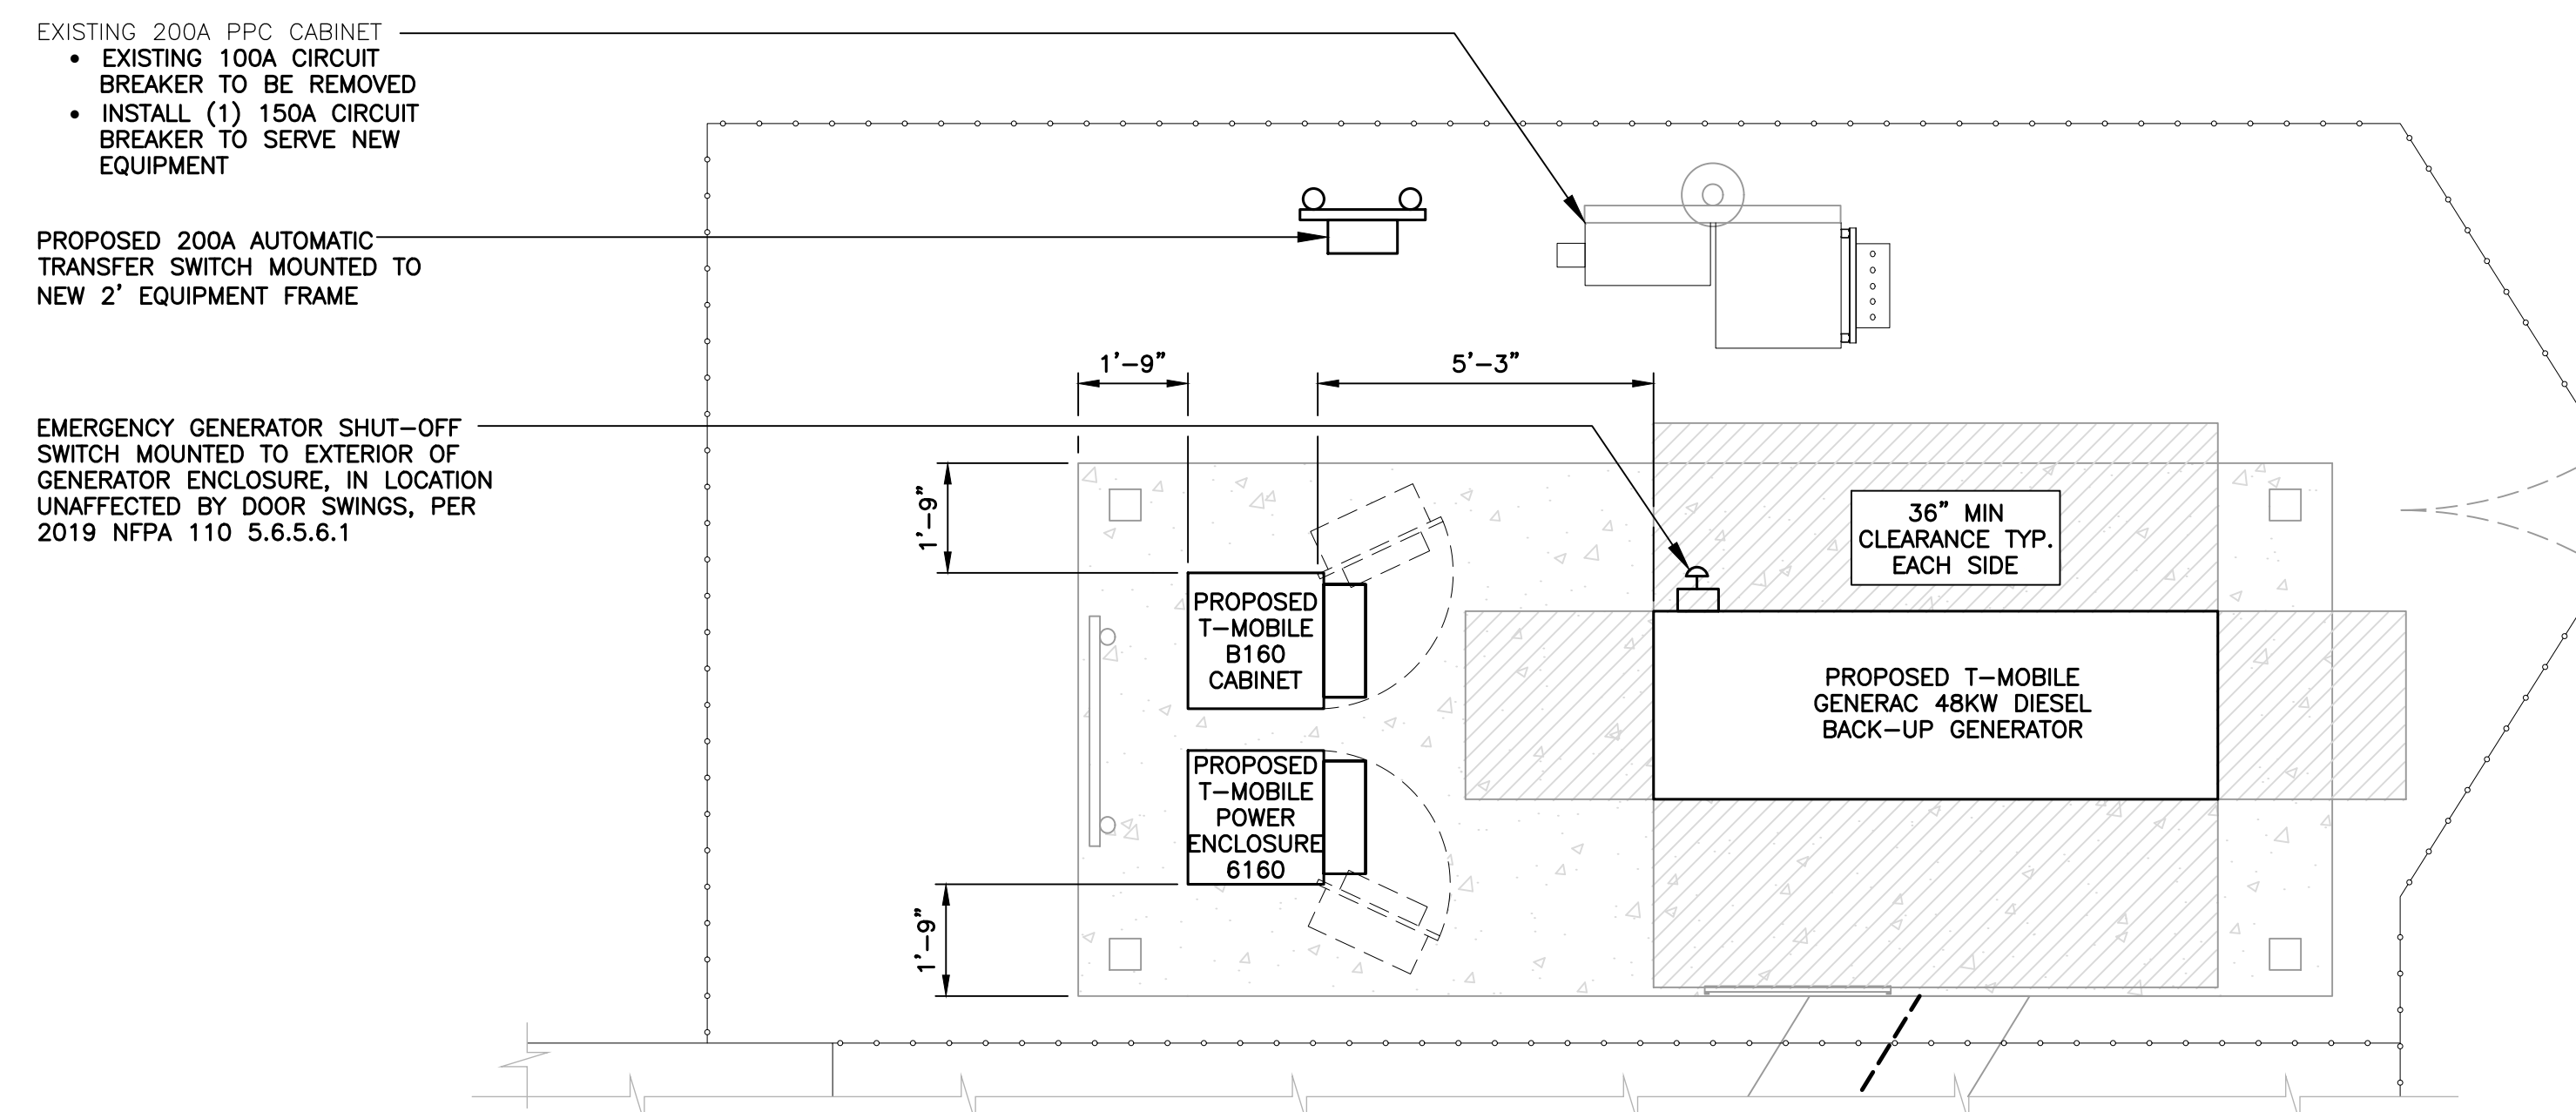 EXISTING 200A PPC CABINET
• EXISTING 100A CIRCUIT
BREAKER TO BE REMOVED
• INSTALL (1) 150A CIRCUIT
BREAKER TO SERVE NEW
EQUIPMENT
PROPOSED 200A AUTOMATIC
TRANSFER SWITCH MOUNTED TO
NEW 2' EQUIPMENT FRAME
EMERGENCY GENERATOR SHUT-OFF
SWITCH MOUNTED TO EXTERIOR OF
GENERATOR ENCLOSURE, IN LOCATION
UNAFFECTED BY DOOR SWINGS, PER
2019 NFPA 110 5.6.5.6.1
1'-9"
5'-3"
1'-9"
36" MIN
CLEARANCE TYP.
EACH SIDE
PROPOSED
T-MOBILE
B160
CABINET
PROPOSED T-MOBILE
GENERAC 48KW DIESEL
BACK-UP GENERATOR
PROPOSED
T-MOBILE
POWER
ENCLOSURE
6160
1'-9"